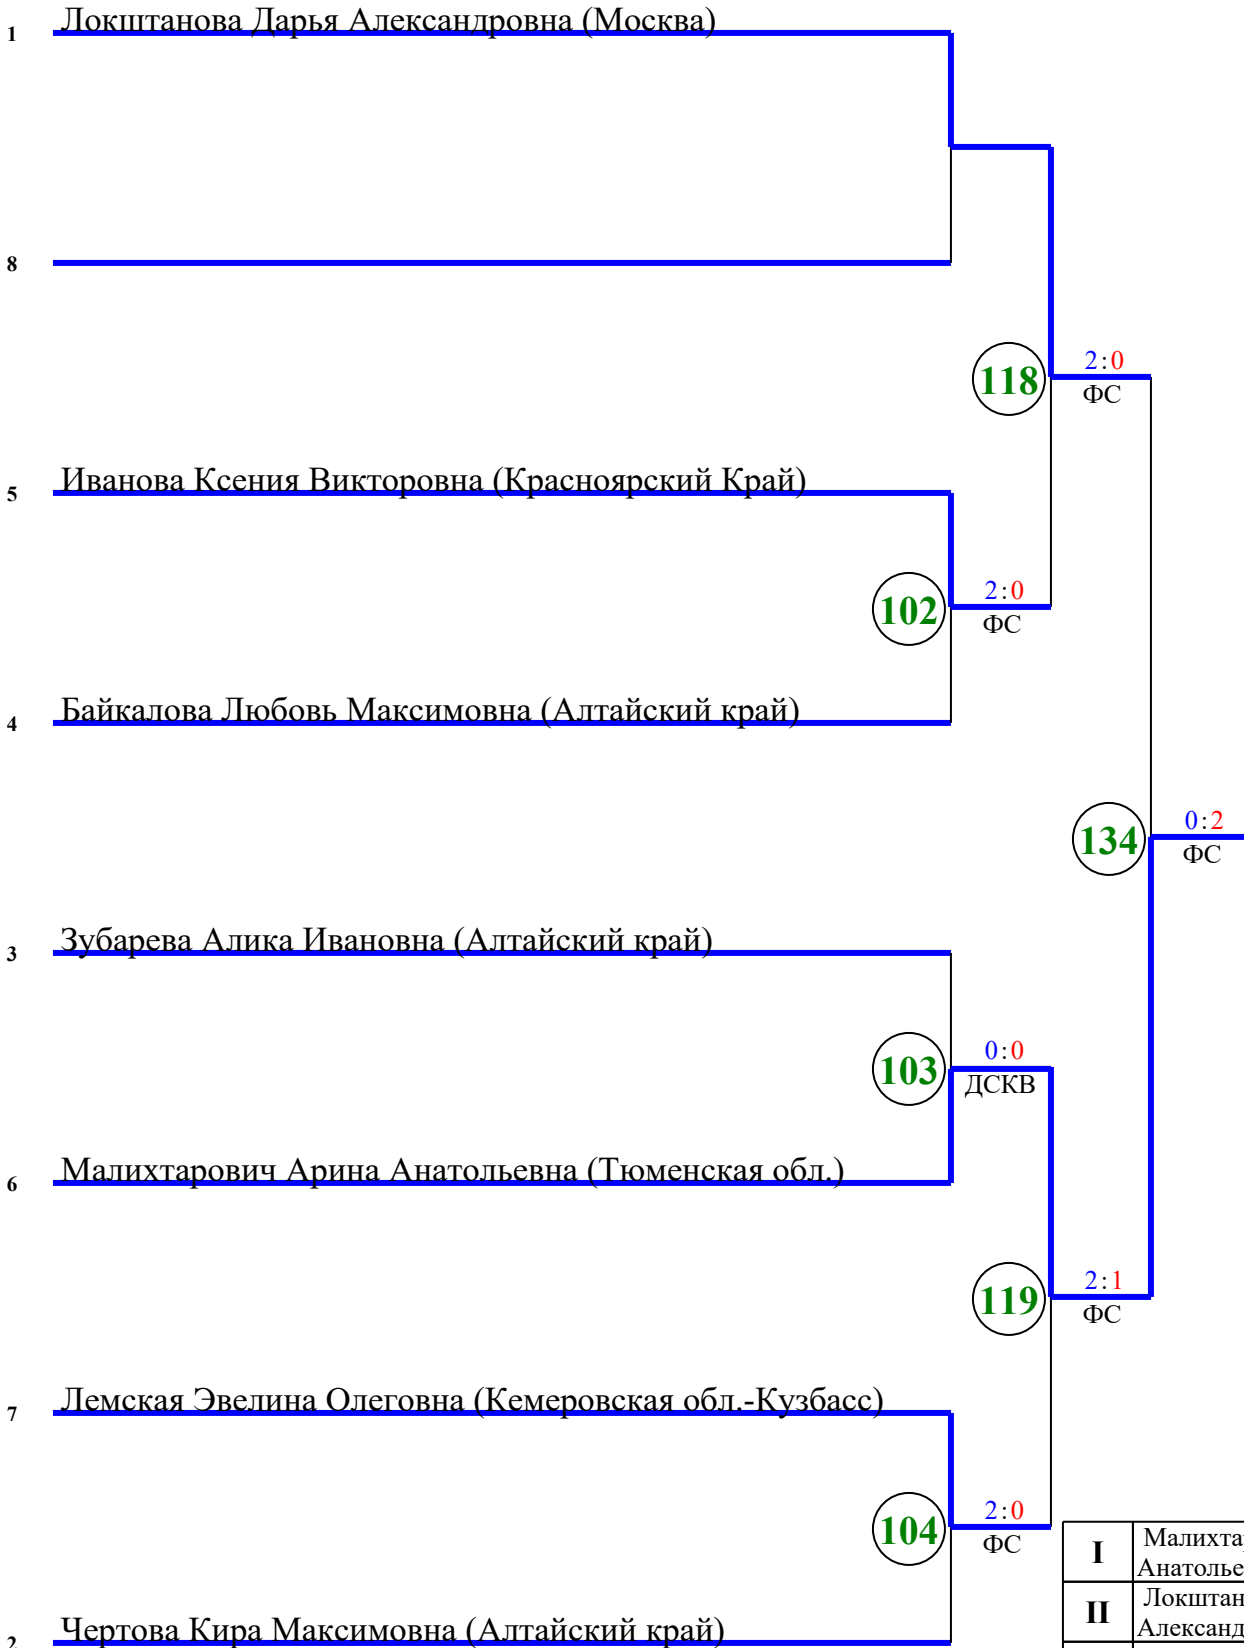 1 Локштанова Дарья Александровна (Москва)
8
118 2:0
ФС
5 Иванова Ксения Викторовна (Красноярский Край)
102 2:0
ФС
4 Байкалова Любовь Максимовна (Алтайский край)
134 0:2
ФС
3 Зубарева Алика Ивановна (Алтайский край)
103 0:0
ДСКВ
6 Малихтарович Арина Анатольевна (Тюменская обл.)
119 2:1
ФС
7 Лемская Эвелина Олеговна (Кемеровская обл.-Кузбасс)
104 2:0
ФС
I Малихта
Анатолье
II Локштан
Александ
2 Чертова Кира Максимовна (Алтайский край)